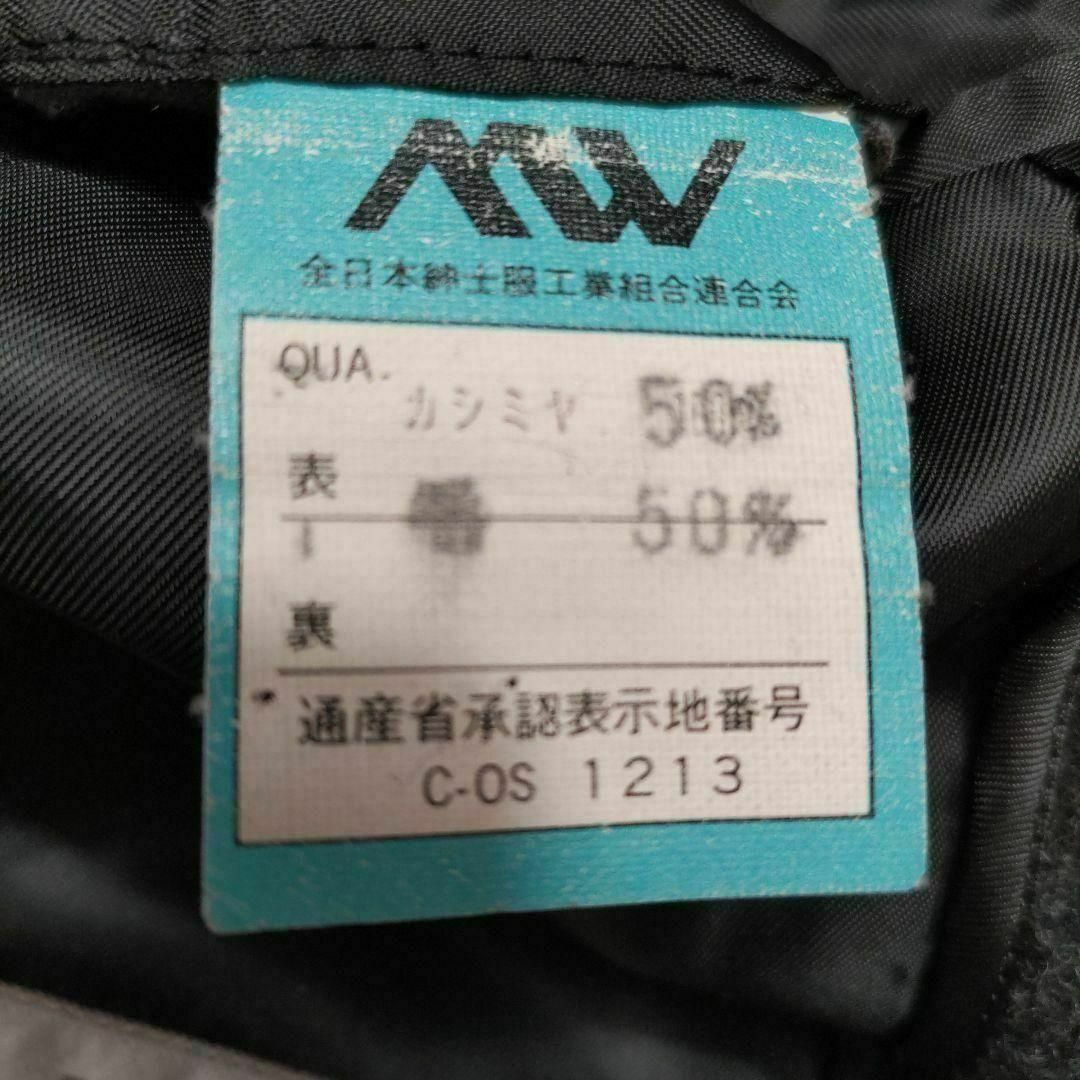 MW
全日本紳士服工業組合連合会
QUA.
カシミヤ 50%
表
50%
裏
通産省承認表示地番号
C-OS 1213